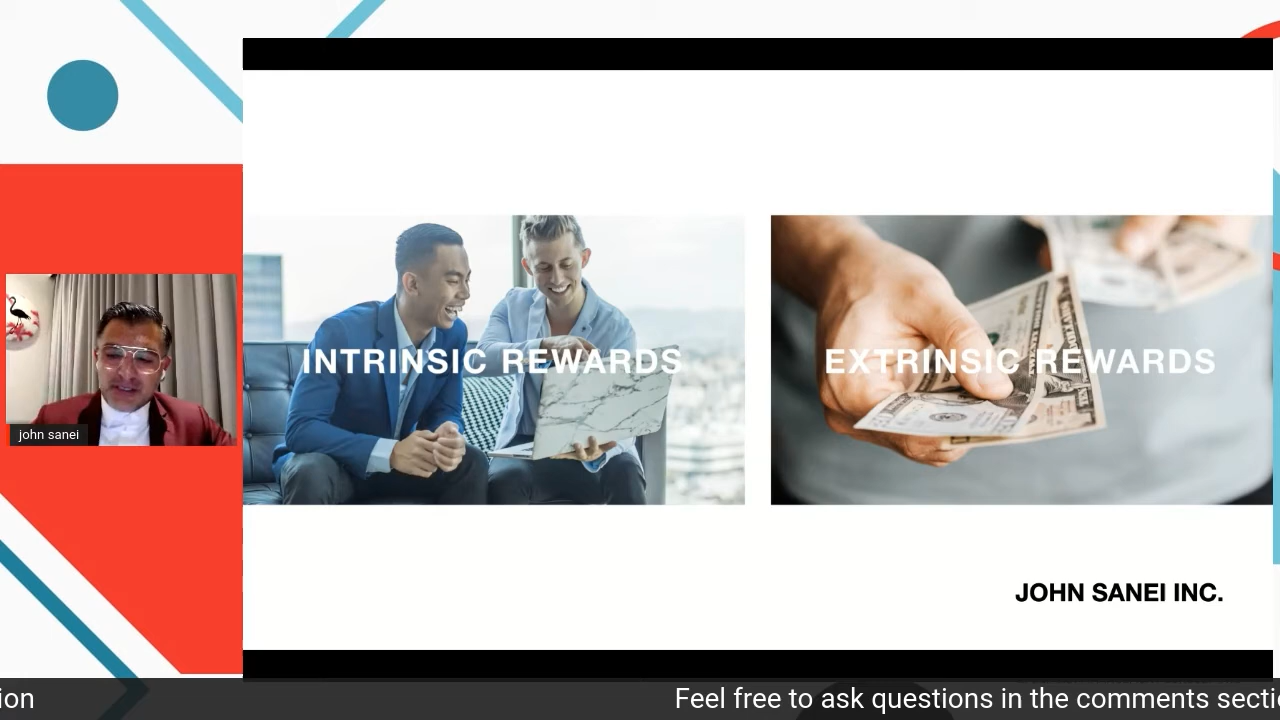 INTRINSIC REWARDS
EXTRINSIC REWARDS
john sanei
JOHN SANEI INC.
ion
Feel free to ask questions in the comments secti